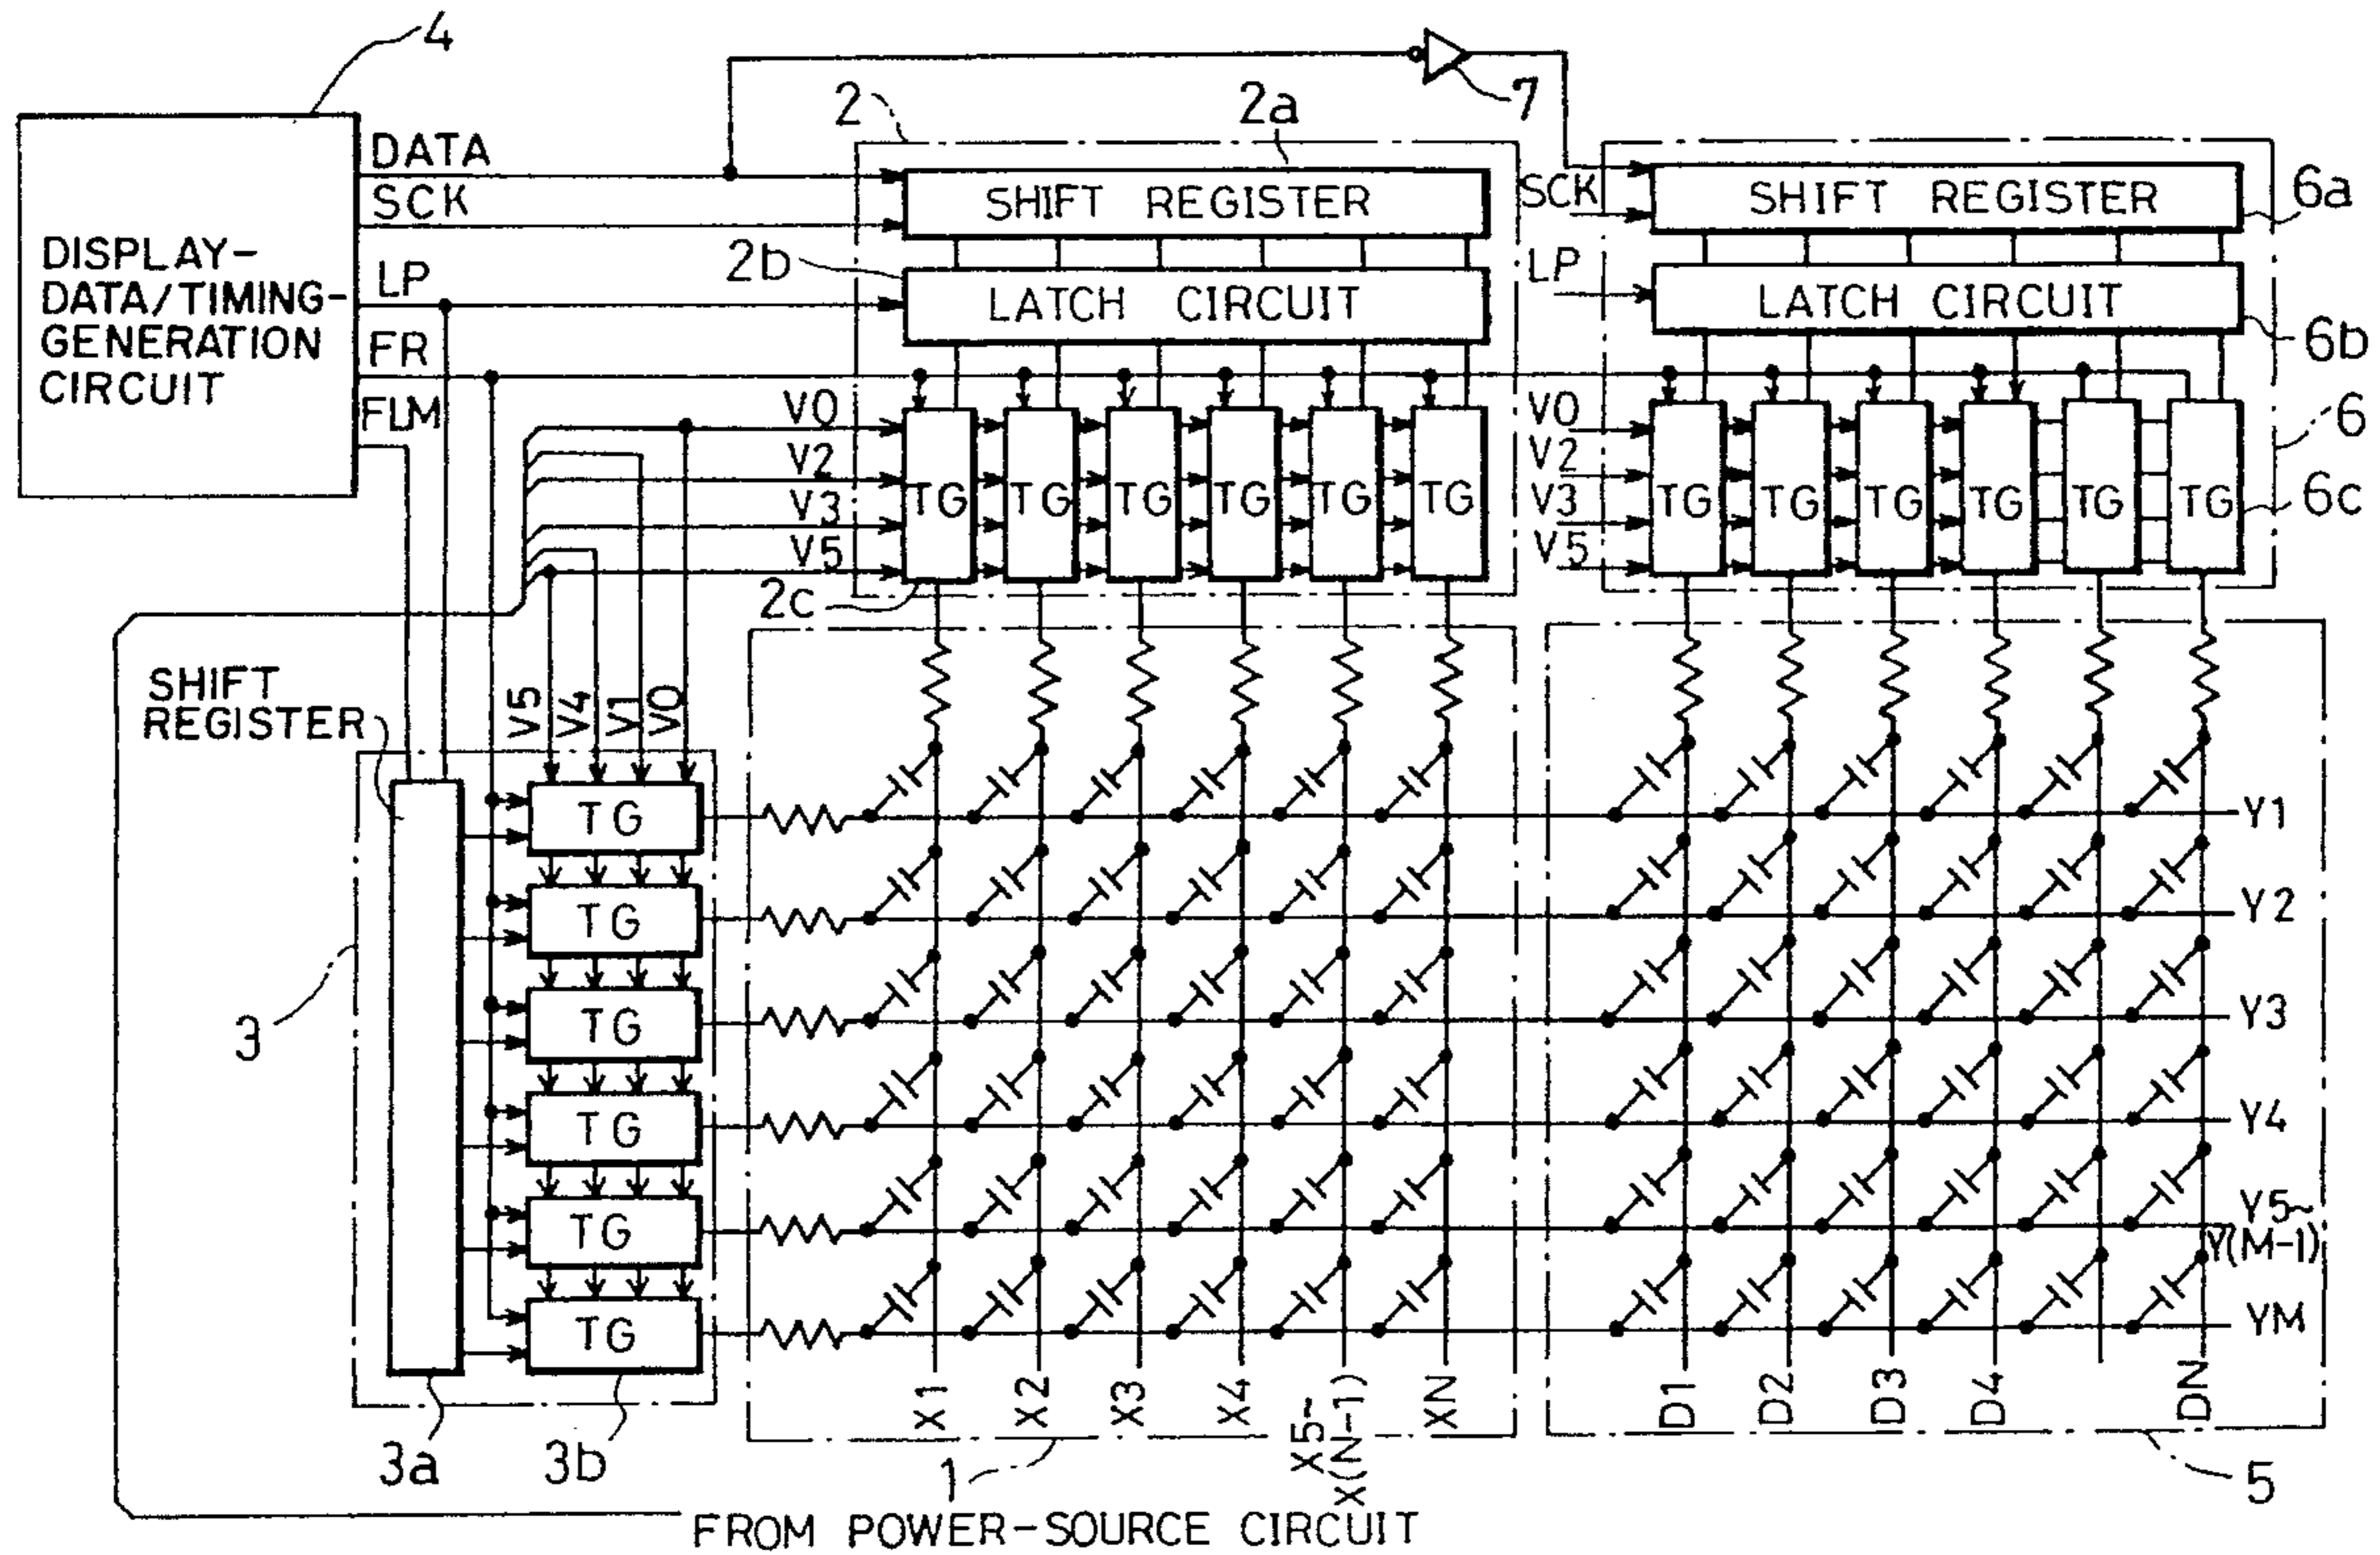 4
7
2
2a
DATA
SCK
SHIFT REGISTER
SCK
SHIFT REGISTER
6a
DISPLAY-
DATA/TIMING-
GENERATION
CIRCUIT
2b
LP
LATCH CIRCUIT
LP
LATCH CIRCUIT
6b
FR
FLM
V0
V2
V3
V5
TG TG TG TG TG TG
V0
V2
V3
V5
TG TG TG TG TG TG
6
6c
2c
SHIFT
REGISTER
V5 V4 V1 V0
TG
Y1
TG
Y2
3
TG
Y3
TG
Y4
TG
Y5~
Y(M-1)
TG
YM
3a
3b
X1 X2 X3 X4 X5~
X(N-1) XN
D1 D2 D3 D4 DN
1
5
FROM POWER-SOURCE CIRCUIT